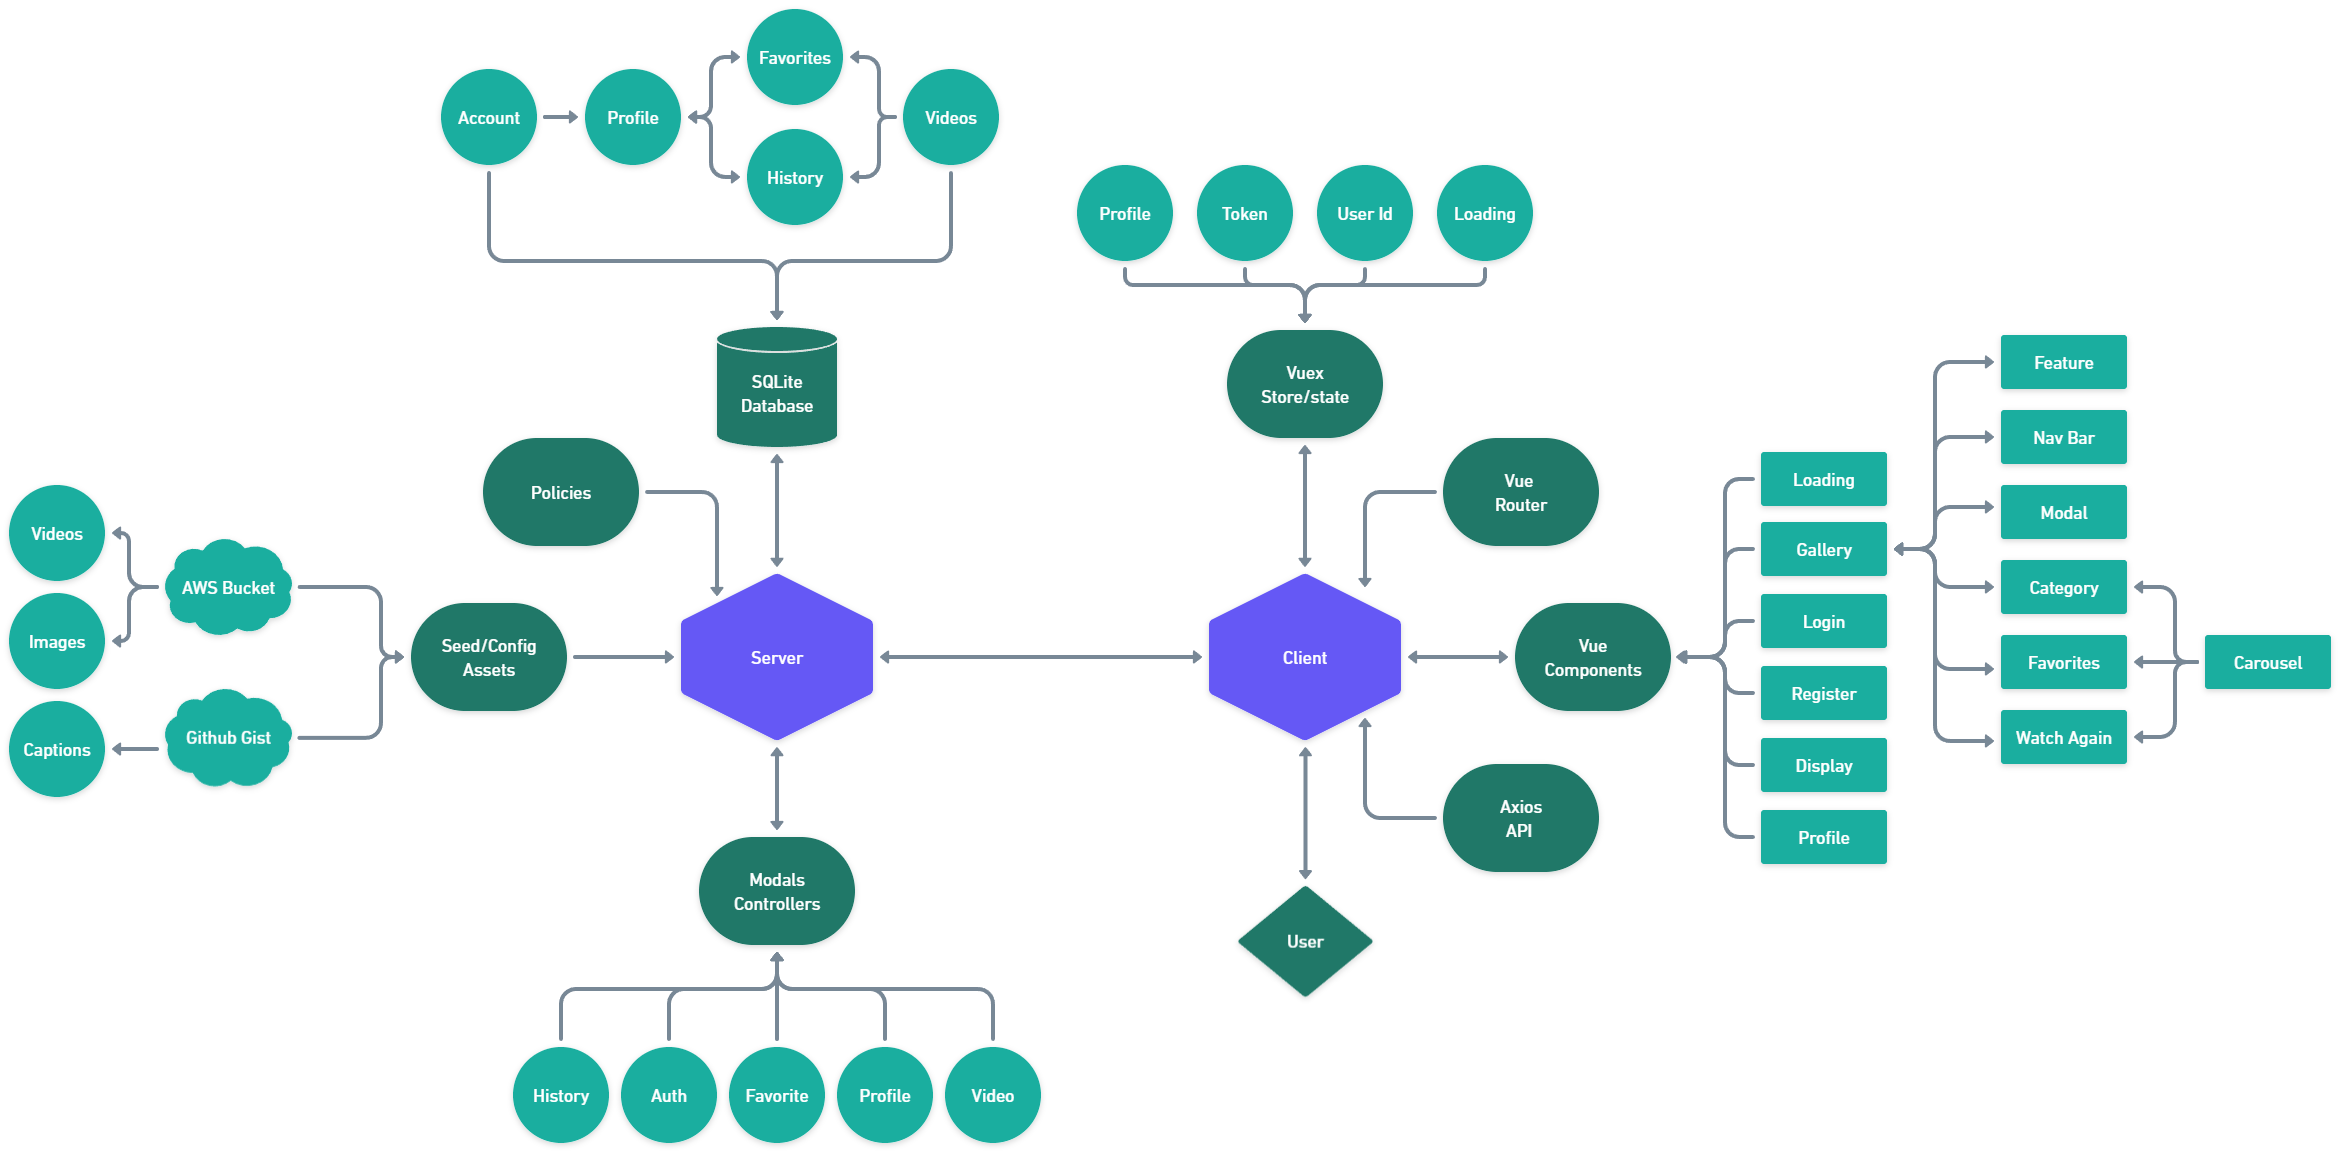 Favorites
Account
Profile
Videos
History
Profile
Token
User Id
Loading
SQLite
Database
Vuex
Store/state
Policies
Vue
Router
Videos
AWS Bucket
Images
Captions
Github Gist
Seed/Config
Assets
Server
Client
Vue
Components
Axios
API
User
Modals
Controllers
History
Auth
Favorite
Profile
Video
Loading
Gallery
Login
Register
Display
Profile
Feature
Nav Bar
Modal
Category
Favorites
Watch Again
Carousel